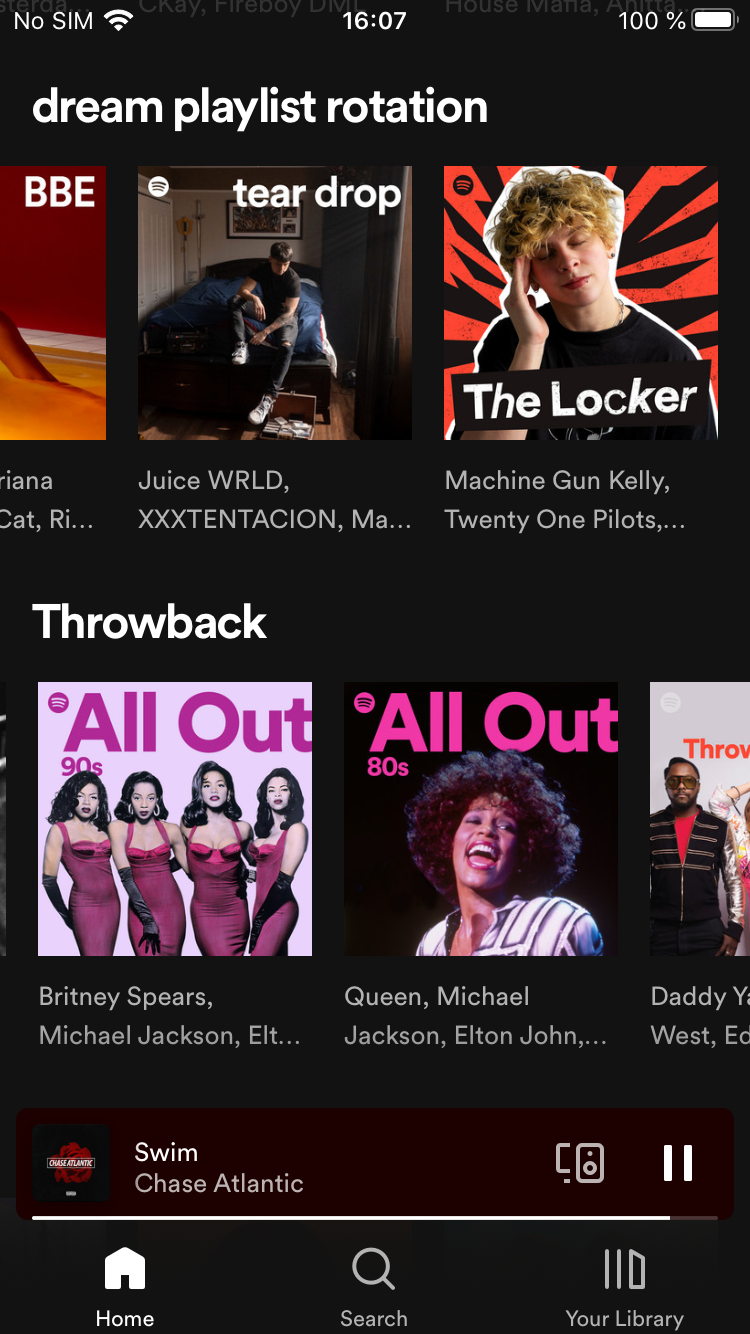 CKay, Fireboy DML
House Mafia, Anitta,...
No SIM 16:07 100 %
dream playlist rotation
BBE
tear drop
The Locker
riana
Cat, Ri...
Juice WRLD,
XXXTENTACION, Ma...
Machine Gun Kelly,
Twenty One Pilots,...
Throwback
All Out
90s
All Out
80s
Throw
Britney Spears,
Michael Jackson, Elt...
Queen, Michael
Jackson, Elton John,...
Daddy Ya
West, Ed
CHASE ATLANTIC
Swim
Chase Atlantic
Home
Search
Your Library